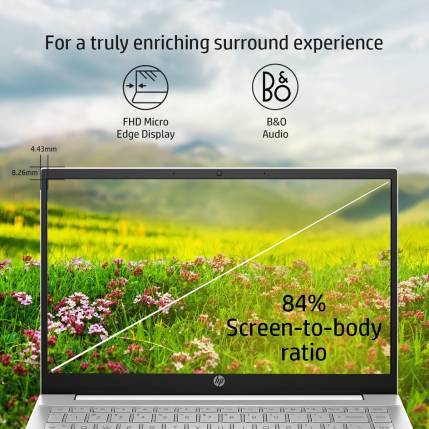 For a truly enriching surround experience
B&O
FHD Micro
Edge Display
B&O
Audio
4.43mm
8.26mm
84%
Screen-to-body
ratio
hp